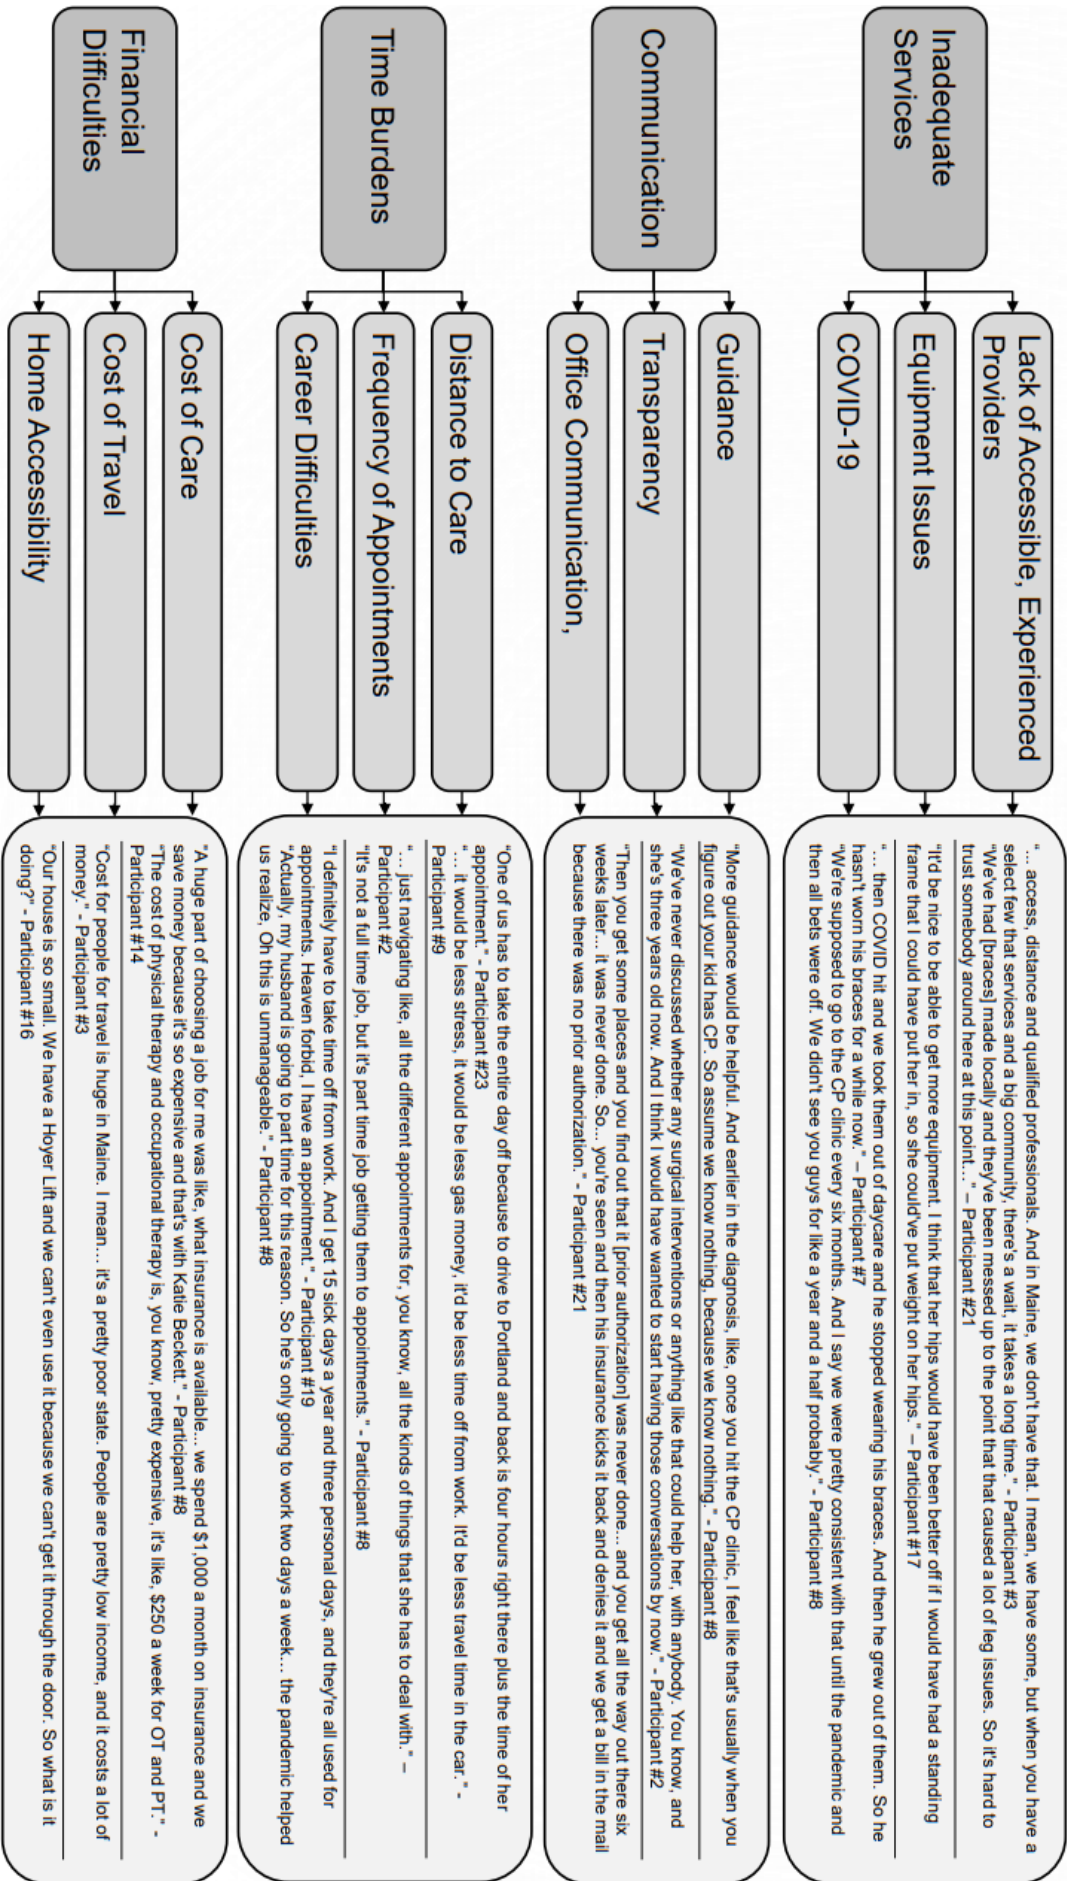 Inadequate
Services
Lack of Accessible, Experienced
Providers
Equipment Issues
COVID-19
“... access, distance and qualified professionals. And in Maine, we don't have that. I mean, we have some, but when you have a
select few that services and a big community, there's a wait, it takes a long time." - Participant #3
“We've had [braces] made locally and they've been messed up to the point that that caused a lot of leg issues. So it's hard to
trust somebody around here at this point…" – Participant #21
“It'd be nice to be able to get more equipment. I think that her hips would have been better off if I would have had a standing
frame that I could have put her in, so she could've put weight on her hips." – Participant #17
“... then COVID hit and we took them out of daycare and he stopped wearing his braces. And then he grew out of them. So he
hasn't worn his braces for a while now." – Participant #7
“We're supposed to go to the CP clinic every six months. And I say we were pretty consistent with that until the pandemic and
then all bets were off. We didn't see you guys for like a year and a half probably." - Participant #8
Communication
Guidance
Transparency
Office Communication,
“More guidance would be helpful. And earlier in the diagnosis, like, once you hit the CP clinic, I feel like that's usually when you
figure out your kid has CP. So assume we know nothing, because we know nothing." - Participant #8
“We've never discussed whether any surgical interventions or anything like that could help her, with anybody. You know, and
she's three years old now. And I think I would have wanted to start having those conversations by now." - Participant #2
“Then you get some places and you find out that it [prior authorization] was never done… and you get all the way out there six
weeks later… it was never done. So… you're seen and then his insurance kicks it back and denies it and we get a bill in the mail
because there was no prior authorization." - Participant #21
Time Burdens
Distance to Care
Frequency of Appointments
Career Difficulties
“One of us has to take the entire day off because to drive to Portland and back is four hours right there plus the time of her
appointment." - Participant #23
“... it would be less stress, it would be less gas money, it'd be less time off from work. It'd be less travel time in the car." -
Participant #9
“... just navigating like, all the different appointments for, you know, all the kinds of things that she has to deal with." –
Participant #2
“It's not a full time job, but it's part time job getting them to appointments." - Participant #8
“I definitely have to take time off from work. And I get 15 sick days a year and three personal days, and they're all used for
appointments. Heaven forbid, I have an appointment." - Participant #19
“Actually, my husband is going to part time for this reason. So he's only going to work two days a week… the pandemic helped
us realize, Oh this is unmanageable." - Participant #8
Financial
Difficulties
Cost of Care
Cost of Travel
Home Accessibility
“A huge part of choosing a job for me was like, what insurance is available… we spend $1,000 a month on insurance and we
save money because it's so expensive and that's with Katie Beckett." - Participant #8
“The cost of physical therapy and occupational therapy is, you know, pretty expensive, it's like, $250 a week for OT and PT." -
Participant #14
“Cost for people for travel is huge in Maine. I mean… it's a pretty poor state. People are pretty low income, and it costs a lot of
money." - Participant #3
“Our house is so small. We have a Hoyer Lift and we can't even use it because we can't get it through the door. So what is it
doing?" - Participant #16